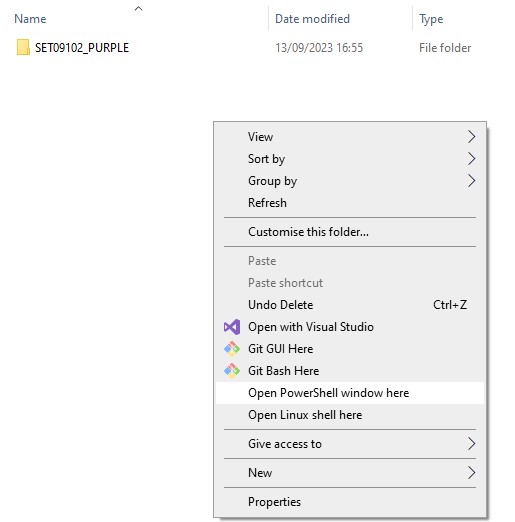 Name Date modified Type
SET09102_PURPLE 13/09/2023 16:55 File folder
View
Sort by
Group by
Refresh
Customise this folder...
Paste
Paste shortcut
Undo Delete Ctrl+Z
Open with Visual Studio
Git GUI Here
Git Bash Here
Open PowerShell window here
Open Linux shell here
Give access to
New
Properties